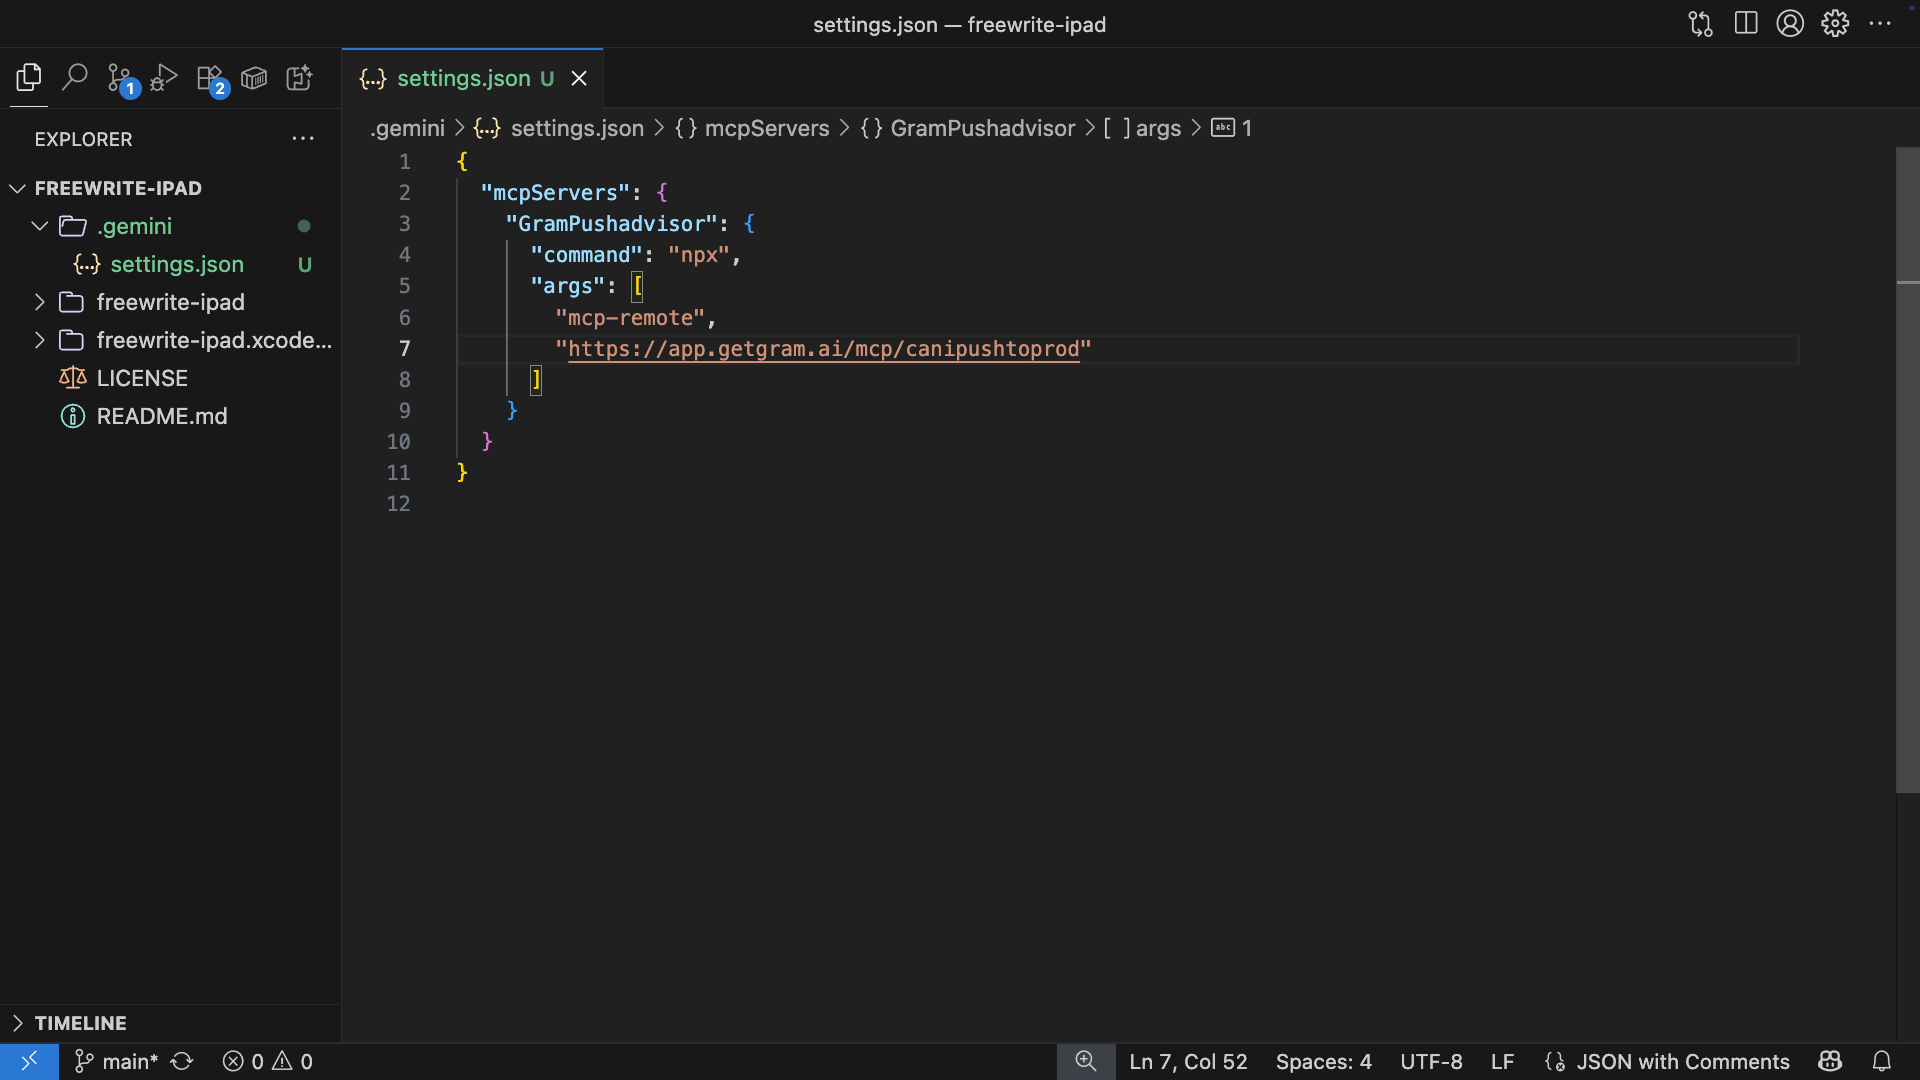 settings.json — freewrite-ipad
1
2
{...} settings.json U
EXPLORER
FREEWRITE-IPAD
.gemini
{...} settings.json U
freewrite-ipad
freewrite-ipad.xcode...
LICENSE
README.md
TIMELINE
.gemini > {...} settings.json > {} mcpServers > {} GramPushadvisor > [ ] args > abc 1
1 {
2 "mcpServers": {
3 "GramPushadvisor": {
4 "command": "npx",
5 "args": [
6 "mcp-remote",
7 "https://app.getgram.ai/mcp/canipushtoprod"
8 ]
9 }
10 }
11 }
12
main* 0 0
Ln 7, Col 52 Spaces: 4 UTF-8 LF JSON with Comments